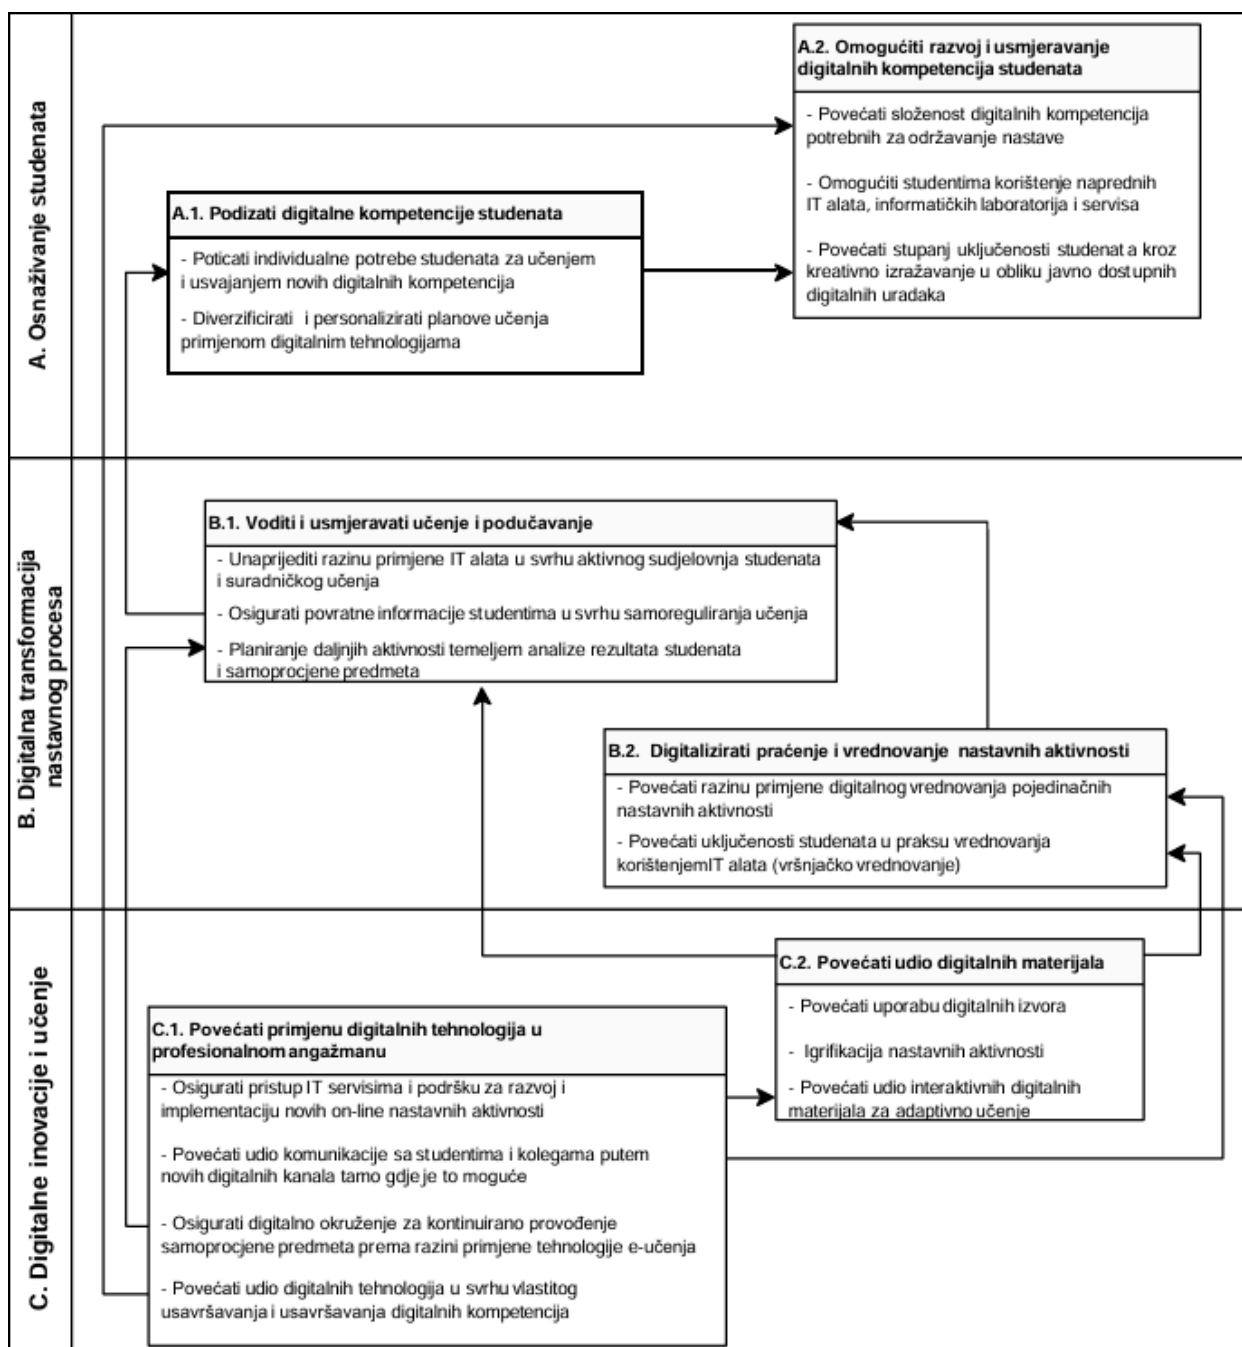 A. Osnaživanje studenata
A.2. Omogućiti razvoj i usmjeravanje
digitalnih kompetencija studenata
- Povećati složenost digitalnih kompetencija
potrebnih za održavanje nastave
- Omogućiti studentima korištenje naprednih
IT alata, informatičkih laboratorija i servisa
- Povećati stupanj uključenosti studenata kroz
kreativno izražavanje u obliku javno dostupnih
digitalnih uradaka
A.1. Podizati digitalne kompetencije studenata
- Poticati individualne potrebe studenata za učenjem
i usvajanjem novih digitalnih kompetencija
- Diverzificirati i personalizirati planove učenja
primjenom digitalnim tehnologijama
B. Digitalna transformacija
nastavnog procesa
B.1. Voditi i usmjeravati učenje i podučavanje
- Unaprijediti razinu primjene IT alata u svrhu aktivnog sudjelovnja studenata
i suradničkog učenja
- Osigurati povratne informacije studentima u svrhu samoreguliranja učenja
- Planiranje daljnjih aktivnosti temeljem analize rezultata studenata
i samoprocjene predmeta
B.2. Digitalizirati praćenje i vrednovanje nastavnih aktivnosti
- Povećati razinu primjene digitalnog vrednovanja pojedinačnih
nastavnih aktivnosti
- Povećati uključenosti studenata u praksu vrednovanja
korištenjemIT alata (vršnjačko vrednovanje)
C. Digitalne inovacije i učenje
C.2. Povećati udio digitalnih materijala
- Povećati uporabu digitalnih izvora
- Igrifikacija nastavnih aktivnosti
- Povećati udio interaktivnih digitalnih
materijala za adaptivno učenje
C.1. Povećati primjenu digitalnih tehnologija u
profesionalnom angažmanu
- Osigurati pristup IT servisima i podršku za razvoj i
implementaciju novih on-line nastavnih aktivnosti
- Povećati udio komunikacije sa studentima i kolegama putem
novih digitalnih kanala tamo gdje je to moguće
- Osigurati digitalno okruženje za kontinuirano provođenje
samoprocjene predmeta prema razini primjene tehnologije e-učenja
- Povećati udio digitalnih tehnologija u svrhu vlastitog
usavršavanja i usavršavanja digitalnih kompetencija